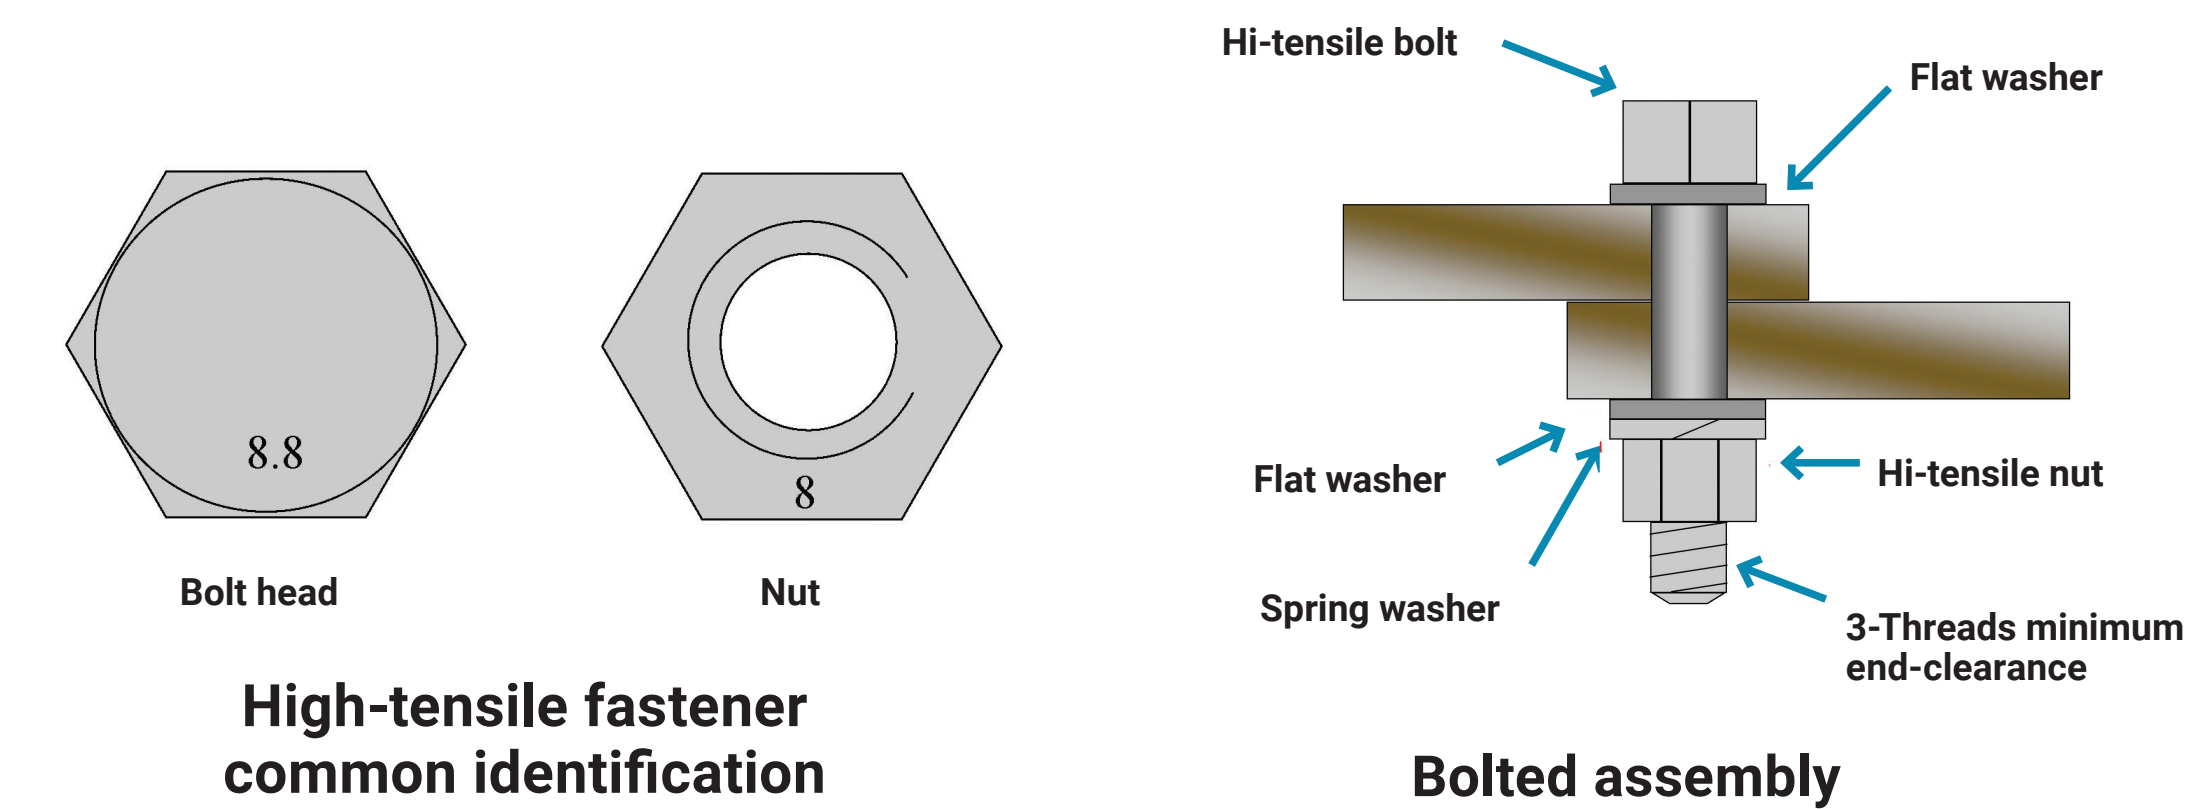 8.8
Bolt head
8
Nut
High-tensile fastener
common identification
Hi-tensile bolt
Flat washer
Flat washer
Hi-tensile nut
Spring washer
3-Threads minimum
end-clearance
Bolted assembly